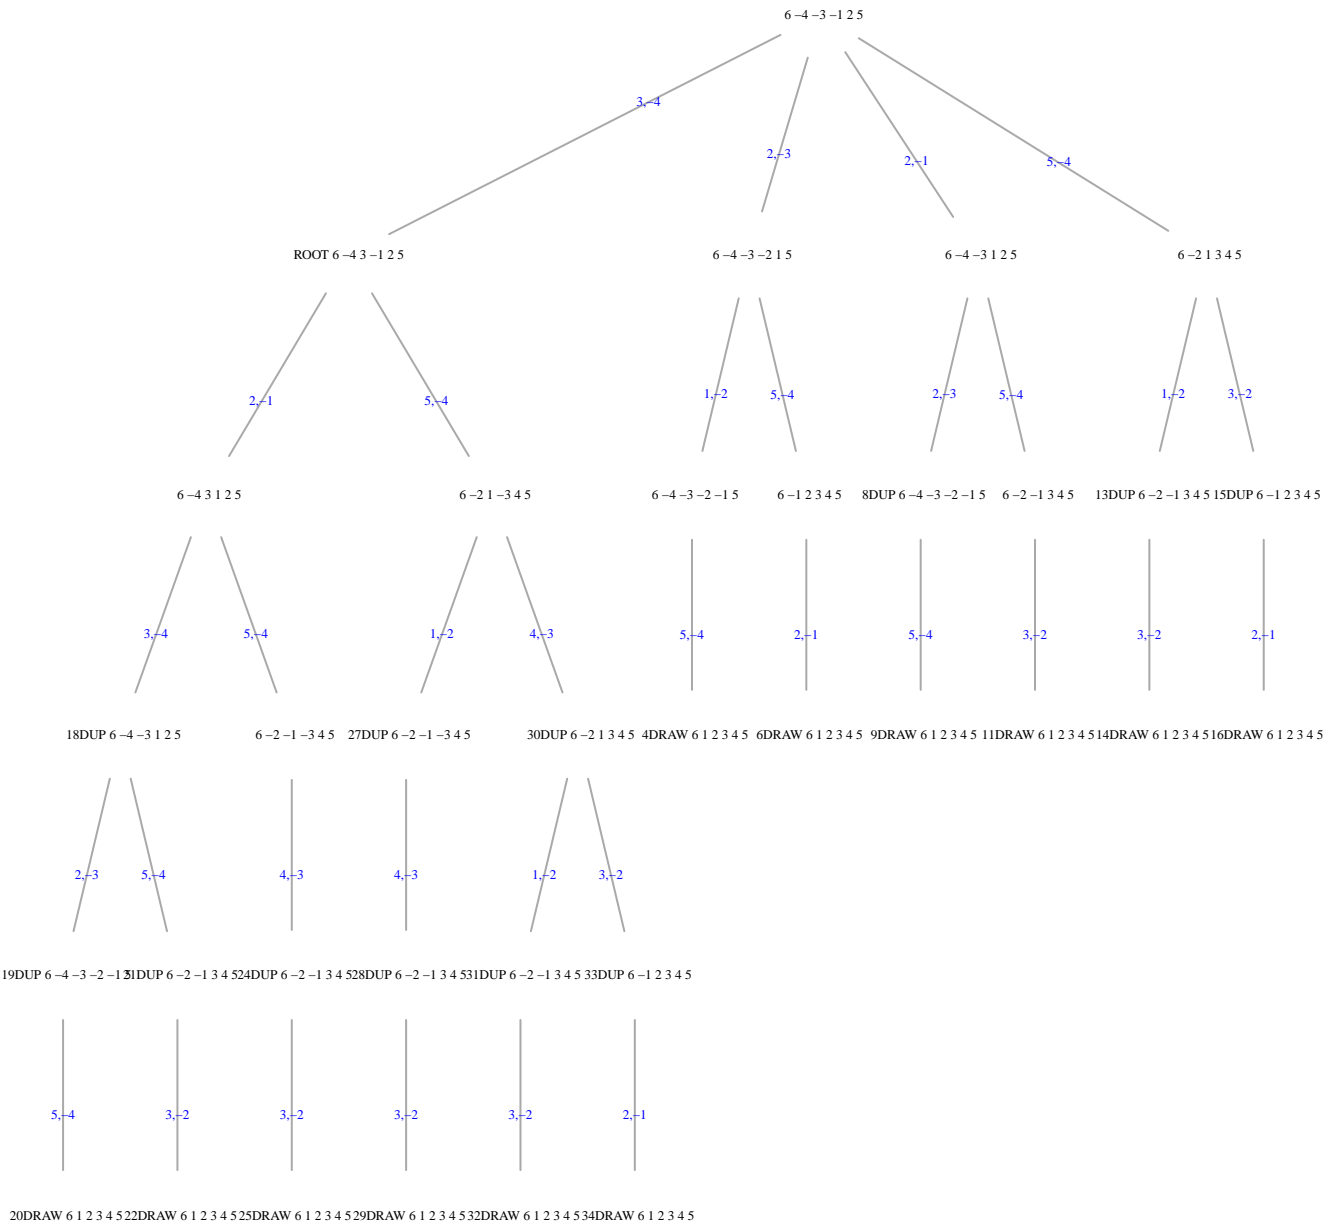 6 –4 –3 –1 2 5
3,–4
2,–3
2,–1
5,–4
ROOT 6 –4 3 –1 2 5
6 –4 –3 –2 1 5
6 –4 –3 1 2 5
6 –2 1 3 4 5
2,–1
5,–4
1,–2
5,–4
2,–3
5,–4
1,–2
3,–2
6 –4 3 1 2 5
6 –2 1 –3 4 5
6 –4 –3 –2 –1 5
6 –1 2 3 4 5
8DUP 6 –4 –3 –2 –1 5
6 –2 –1 3 4 5
13DUP 6 –2 –1 3 4 5
15DUP 6 –1 2 3 4 5
3,–4
5,–4
1,–2
4,–3
5,–4
2,–1
5,–4
3,–2
3,–2
2,–1
18DUP 6 –4 –3 1 2 5
6 –2 –1 –3 4 5
27DUP 6 –2 –1 –3 4 5
30DUP 6 –2 1 3 4 5
4DRAW 6 1 2 3 4 5
6DRAW 6 1 2 3 4 5
9DRAW 6 1 2 3 4 5
11DRAW 6 1 2 3 4 5
14DRAW 6 1 2 3 4 5
16DRAW 6 1 2 3 4 5
2,–3
5,–4
4,–3
4,–3
1,–2
3,–2
19DUP 6 –4 –3 –2 –1 5
21DUP 6 –2 –1 3 4 5
24DUP 6 –2 –1 3 4 5
28DUP 6 –2 –1 3 4 5
31DUP 6 –2 –1 3 4 5
33DUP 6 –1 2 3 4 5
5,–4
3,–2
3,–2
3,–2
3,–2
2,–1
20DRAW 6 1 2 3 4 5
22DRAW 6 1 2 3 4 5
25DRAW 6 1 2 3 4 5
29DRAW 6 1 2 3 4 5
32DRAW 6 1 2 3 4 5
34DRAW 6 1 2 3 4 5